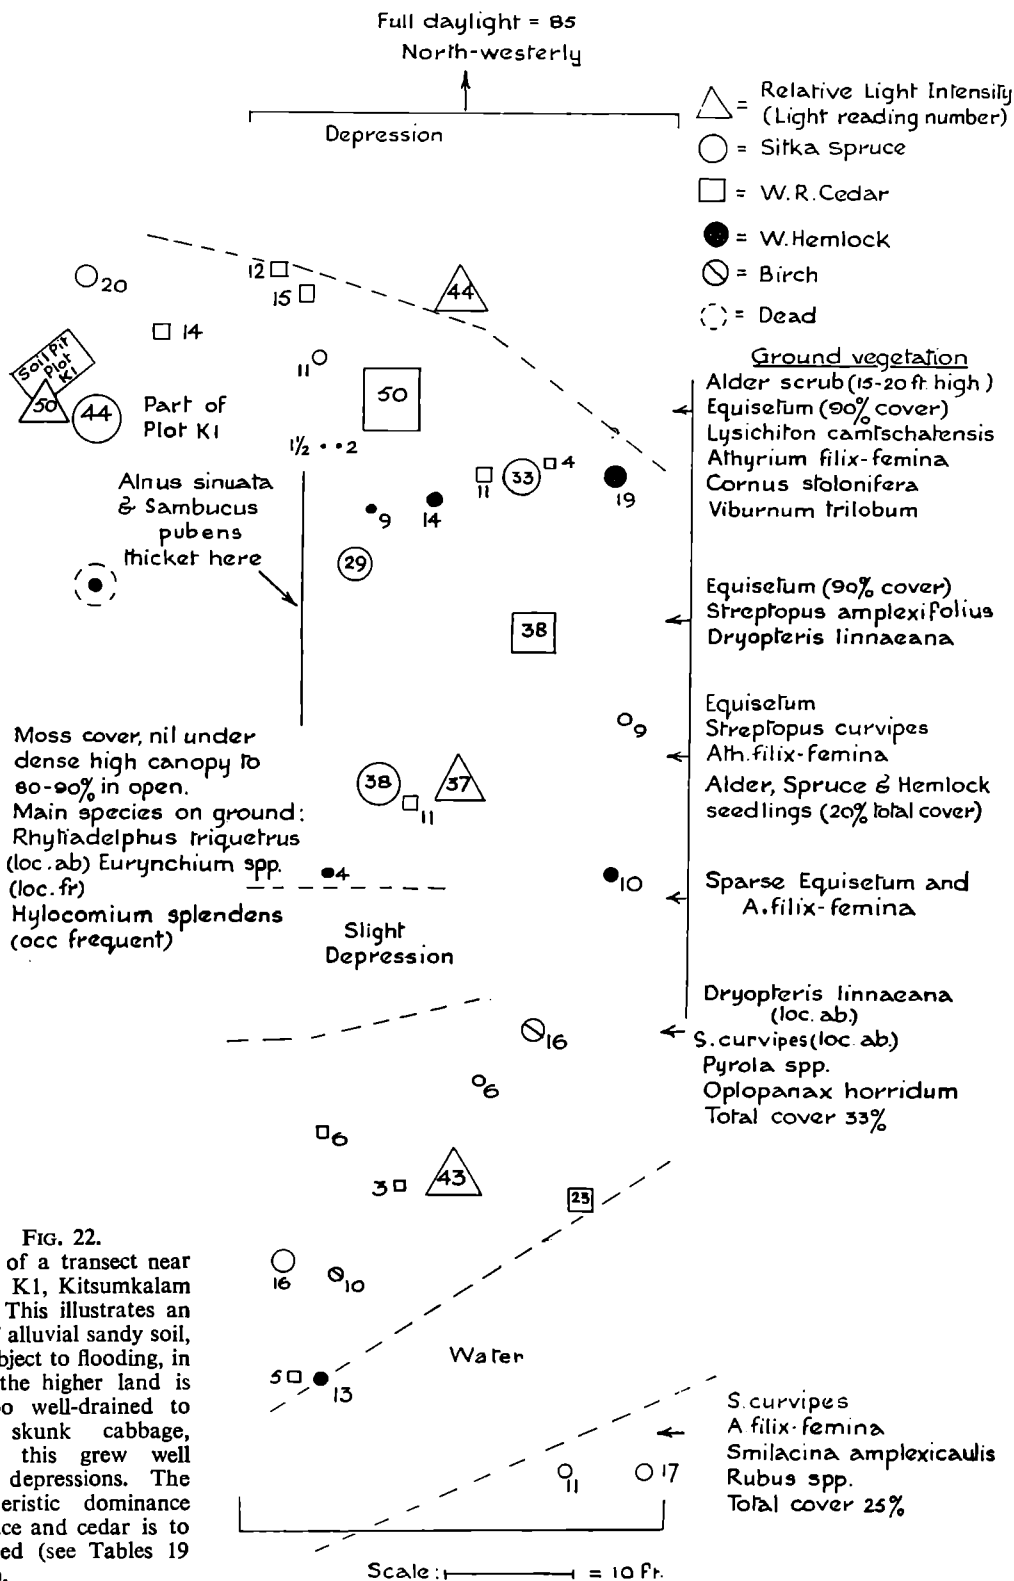 Full daylight = 85
North-westerly
Depression
= Relative Light Intensity
(Light reading number)
= Sitka Spruce
= W.R.Cedar
= W.Hemlock
= Birch
= Dead
20
12
15
44
14
Soil Pit
Plot
K1
50
44
Part of
Plot K1
11
50
1½ • • 2
11
33
4
19
9
14
29
Alnus sinuata
& Sambucus
pubens
thicket here
38
9
Ground vegetation
Alder scrub (15-20 ft. high)
Equisetum (90% cover)
Lysichiton camtschatensis
Athyrium filix-femina
Cornus stolonifera
Viburnum trilobum
Equisetum (90% cover)
Streptopus amplexifolius
Dryopteris linnaeana
Equisetum
Streptopus curvipes
Ath.filix-femina
Alder, Spruce & Hemlock
seedlings (20% total cover)
Moss cover, nil under
dense high canopy to
80-90% in open.
Main species on ground:
Rhytiadelphus triquetrus
(loc.ab) Eurynchium spp.
(loc.fr)
Hylocomium splendens
(occ frequent)
38
37
11
4
10
Sparse Equisetum and
A.filix-femina
Slight
Depression
16
Dryopteris linnaeana
(loc.ab.)
S.curvipes(loc.ab.)
Pyrola spp.
Oplopanax horridum
Total cover 33%
6
6
3
43
23
16
10
5
13
Water
11
17
S.curvipes
A filix-femina
Smilacina amplexicaulis
Rubus spp.
Total cover 25%
Scale: = 10 Ft.
FIG. 22.
of a transect near
K1, Kitsumkalam
This illustrates an
alluvial sandy soil,
bject to flooding, in
the higher land is
o well-drained to
skunk cabbage,
this grew well
depressions. The
eristic dominance
ce and cedar is to
ed (see Tables 19